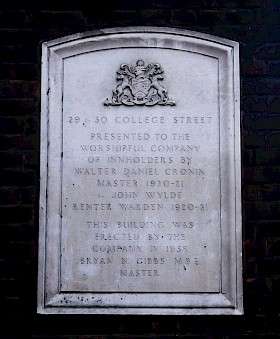 29 & 30 COLLEGE STREET
PRESENTED TO THE
WORSHIPFUL COMPANY
OF INNHOLDERS BY
WALTER DANIEL CRONIN
MASTER 1920-21
JOHN WYLDE
RENTER WARDEN 1920-21
THIS BUILDING WAS
ERECTED BY THE
COMPANY IN
BRYAN N. GIBBS M.B.E
MASTER